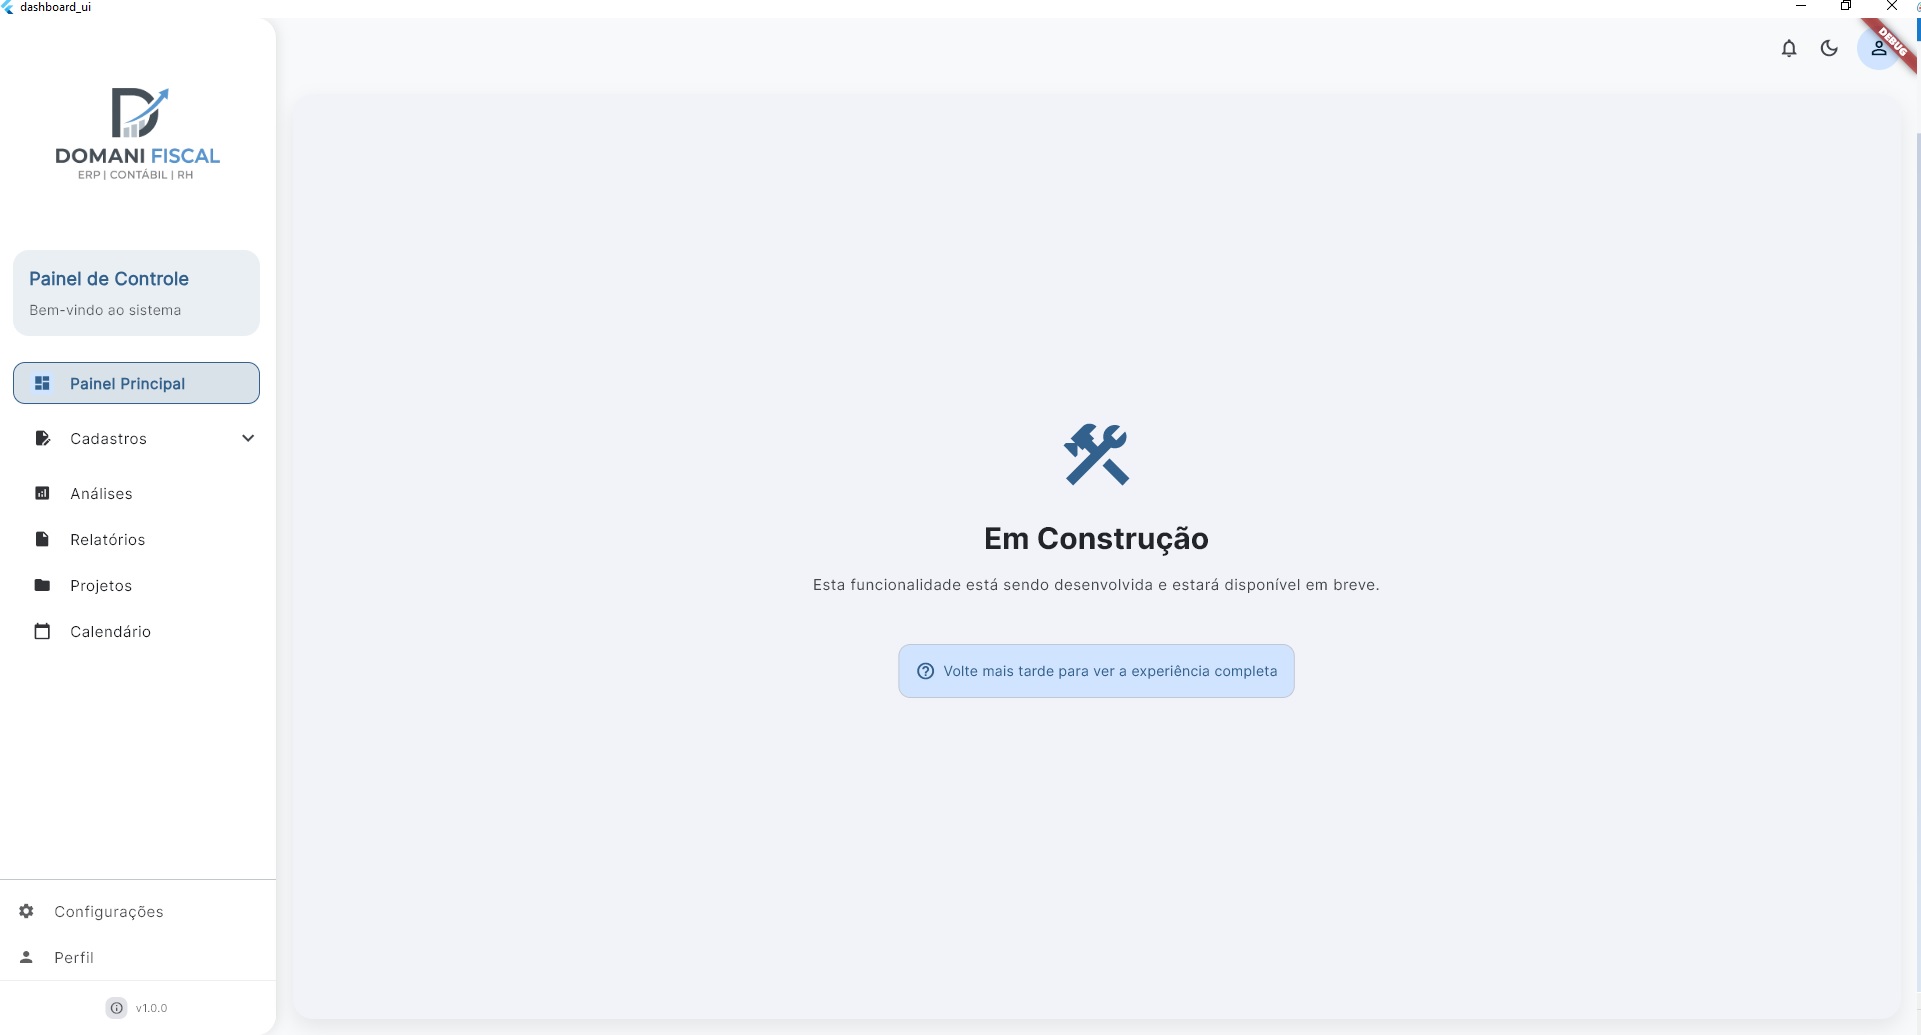 dashboard_ui
DEBUG
DOMANI FISCAL
ERP | CONTÁBIL | RH
Painel de Controle
Bem-vindo ao sistema
Painel Principal
Cadastros
Análises
Relatórios
Projetos
Calendário
Em Construção
Esta funcionalidade está sendo desenvolvida e estará disponível em breve.
Volte mais tarde para ver a experiência completa
Configurações
Perfil
v1.0.0